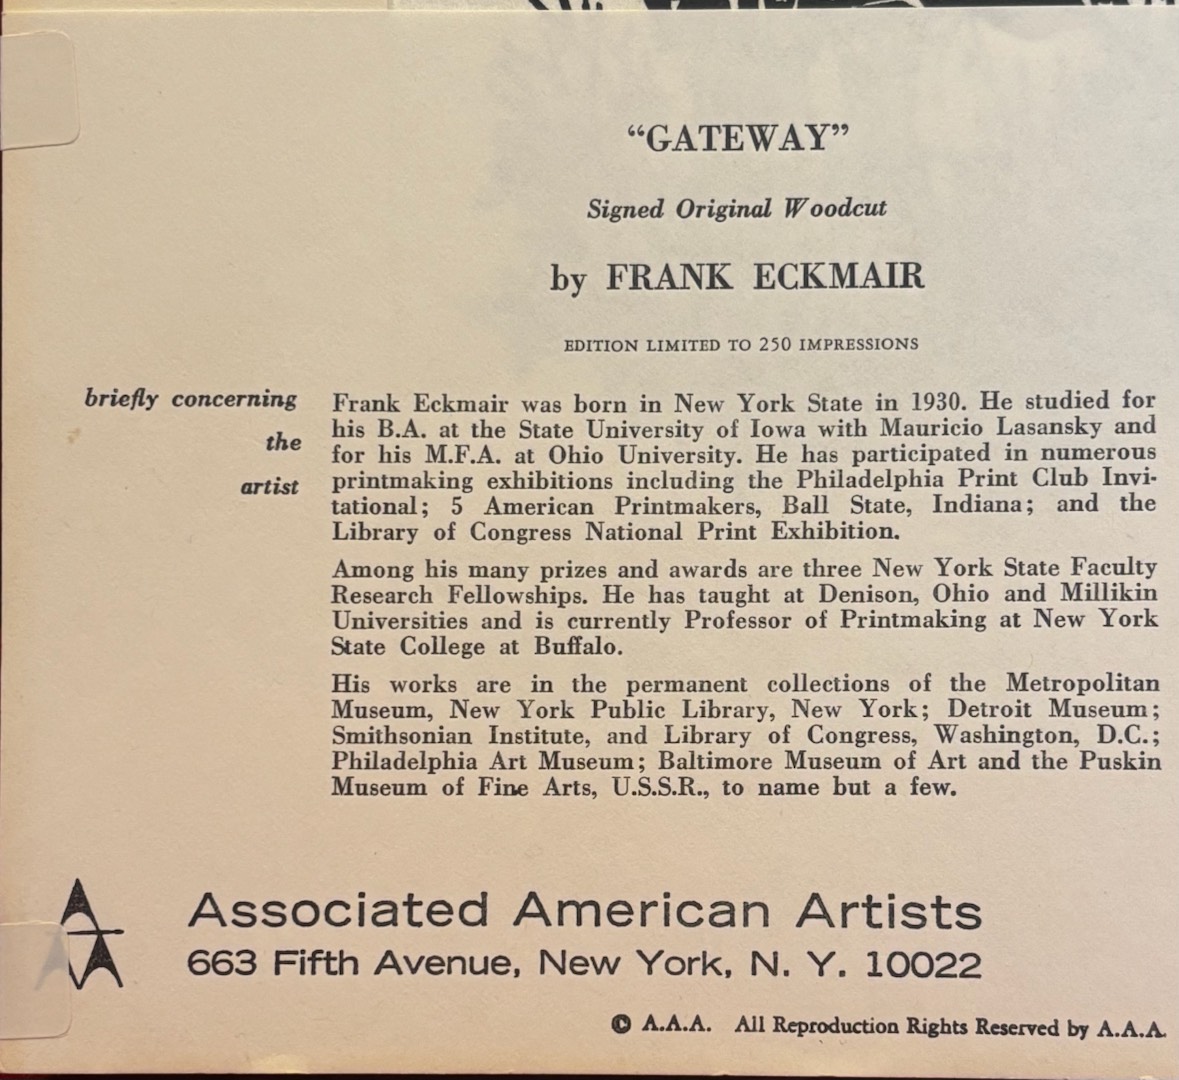 “GATEWAY”
Signed Original Woodcut
by FRANK ECKMAIR
EDITION LIMITED TO 250 IMPRESSIONS
briefly concerning
the
artist
Frank Eckmair was born in New York State in 1930. He studied for
his B.A. at the State University of Iowa with Mauricio Lasansky and
for his M.F.A. at Ohio University. He has participated in numerous
printmaking exhibitions including the Philadelphia Print Club Invi-
tational; 5 American Printmakers, Ball State, Indiana; and the
Library of Congress National Print Exhibition.
Among his many prizes and awards are three New York State Faculty
Research Fellowships. He has taught at Denison, Ohio and Millikin
Universities and is currently Professor of Printmaking at New York
State College at Buffalo.
His works are in the permanent collections of the Metropolitan
Museum, New York Public Library, New York; Detroit Museum;
Smithsonian Institute, and Library of Congress, Washington, D.C.;
Philadelphia Art Museum; Baltimore Museum of Art and the Puskin
Museum of Fine Arts, U.S.S.R., to name but a few.
Associated American Artists
663 Fifth Avenue, New York, N. Y. 10022
© A.A.A. All Reproduction Rights Reserved by A.A.A.